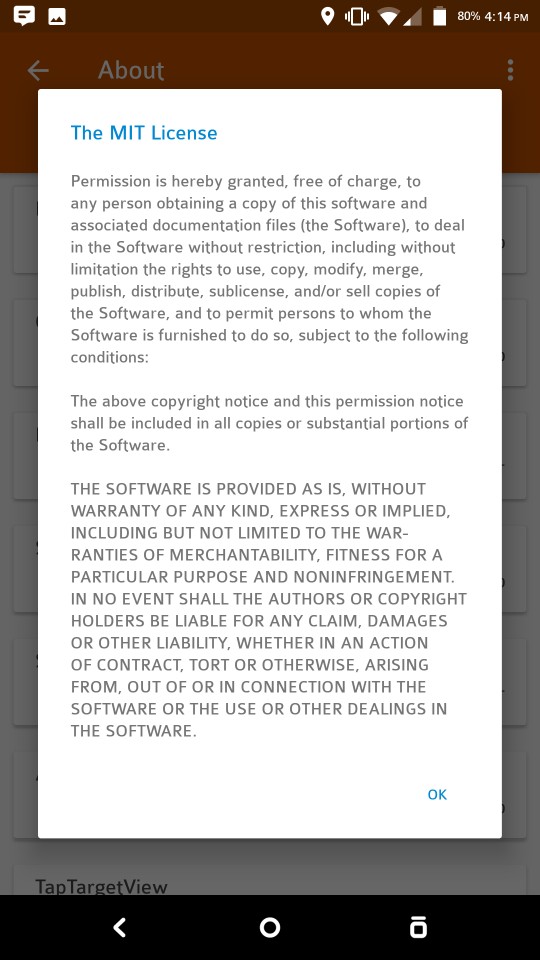 80% 4:14 PM
About
The MIT License
Permission is hereby granted, free of charge, to
any person obtaining a copy of this software and
associated documentation files (the Software), to deal
in the Software without restriction, including without
limitation the rights to use, copy, modify, merge,
publish, distribute, sublicense, and/or sell copies of
the Software, and to permit persons to whom the
Software is furnished to do so, subject to the following
conditions:
The above copyright notice and this permission notice
shall be included in all copies or substantial portions of
the Software.
THE SOFTWARE IS PROVIDED AS IS, WITHOUT
WARRANTY OF ANY KIND, EXPRESS OR IMPLIED,
INCLUDING BUT NOT LIMITED TO THE WAR-
RANTIES OF MERCHANTABILITY, FITNESS FOR A
PARTICULAR PURPOSE AND NONINFRINGEMENT.
IN NO EVENT SHALL THE AUTHORS OR COPYRIGHT
HOLDERS BE LIABLE FOR ANY CLAIM, DAMAGES
OR OTHER LIABILITY, WHETHER IN AN ACTION
OF CONTRACT, TORT OR OTHERWISE, ARISING
FROM, OUT OF OR IN CONNECTION WITH THE
SOFTWARE OR THE USE OR OTHER DEALINGS IN
THE SOFTWARE.
OK
TapTargetView